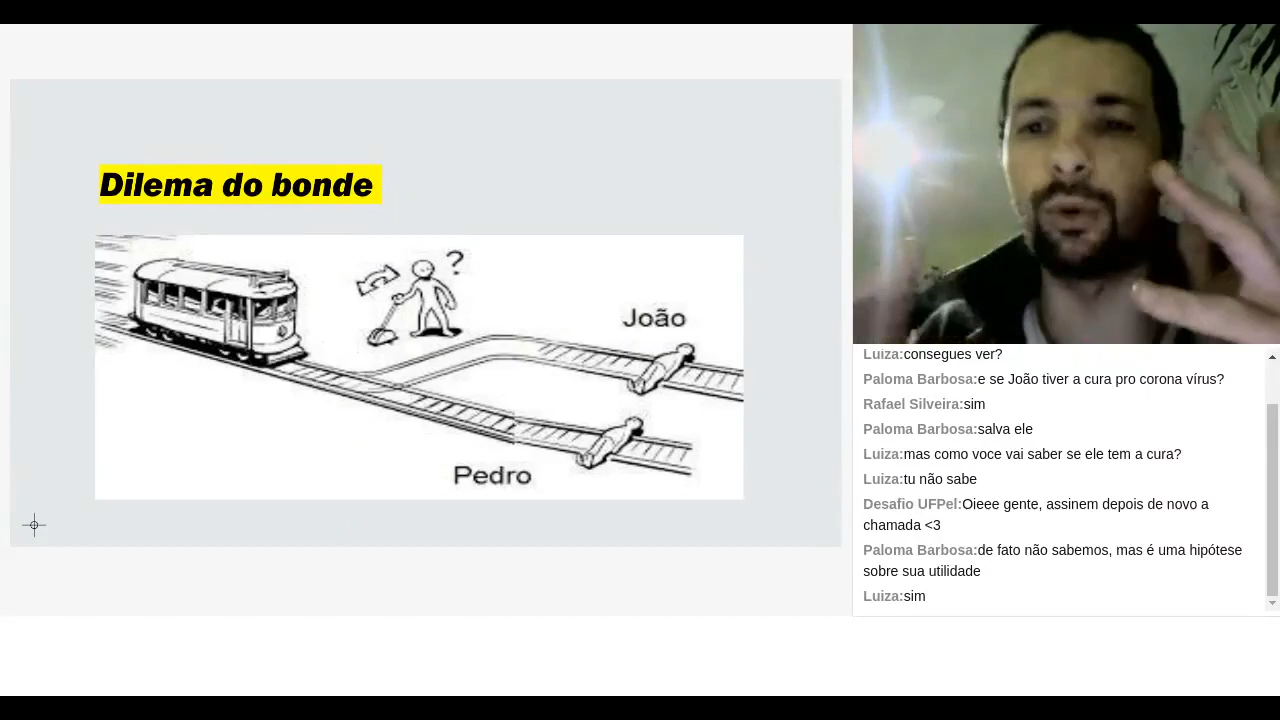 Dilema do bonde
?
João
Pedro
Luiza:consegues ver?
Paloma Barbosa:e se João tiver a cura pro corona vírus?
Rafael Silveira:sim
Paloma Barbosa:salva ele
Luiza:mas como voce vai saber se ele tem a cura?
Luiza:tu não sabe
Desafio UFPel:Oieee gente, assinem depois de novo a
chamada <3
Paloma Barbosa:de fato não sabemos, mas é uma hipótese
sobre sua utilidade
Luiza:sim